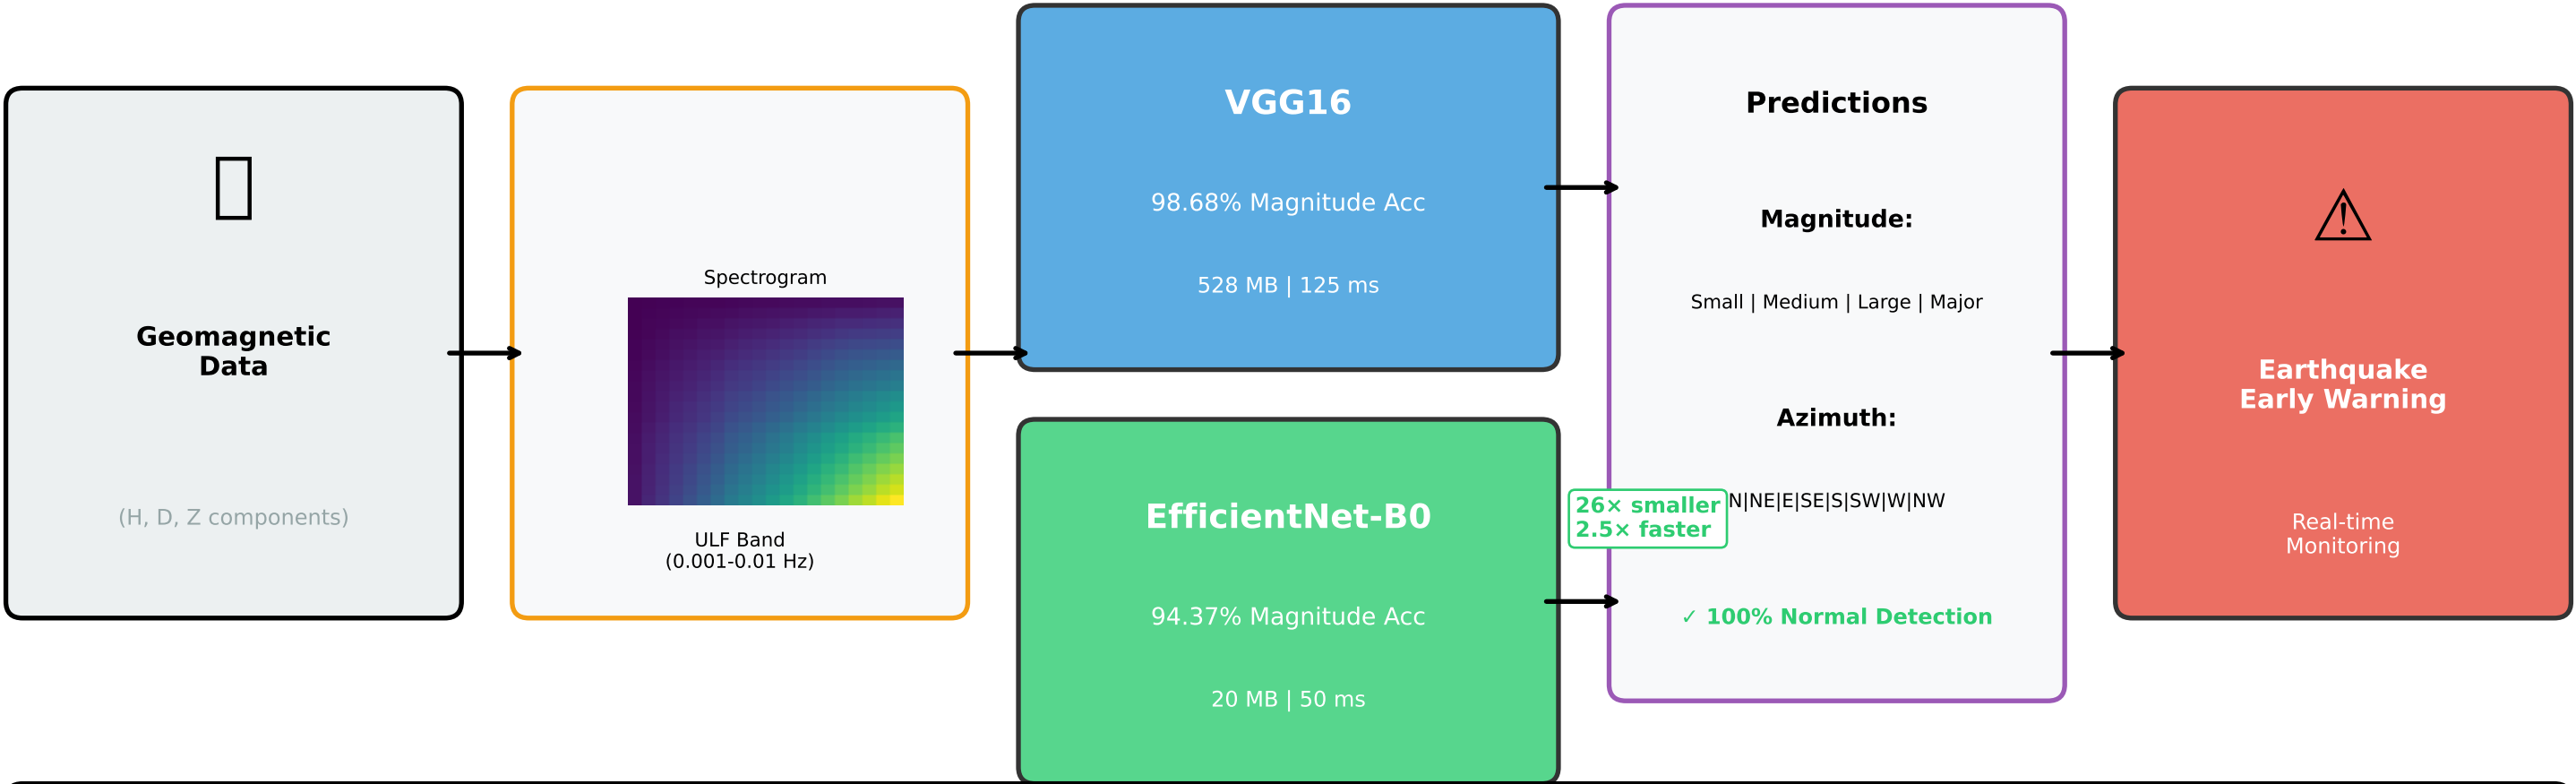 Geomagnetic
Data
(H, D, Z components)
Spectrogram
ULF Band
(0.001-0.01 Hz)
VGG16
98.68% Magnitude Acc
528 MB | 125 ms
EfficientNet-B0
94.37% Magnitude Acc
20 MB | 50 ms
26× smaller
2.5× faster
Predictions
Magnitude:
Small | Medium | Large | Major
Azimuth:
N|NE|E|SE|S|SW|W|NW
✓ 100% Normal Detection
Earthquake
Early Warning
Real-time
Monitoring